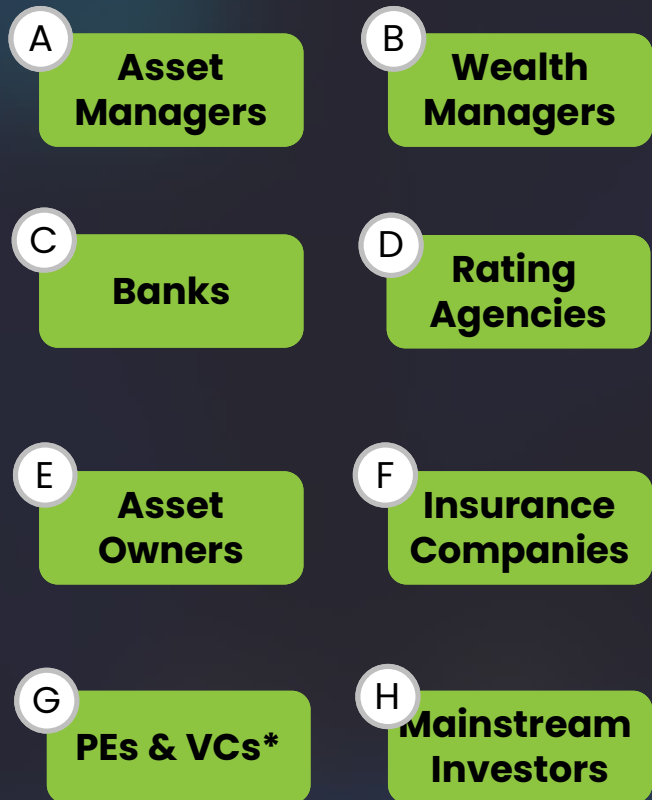 A
Asset
Managers
B
Wealth
Managers
C
Banks
D
Rating
Agencies
E
Asset
Owners
F
Insurance
Companies
G
PEs & VCs*
H
Mainstream
Investors